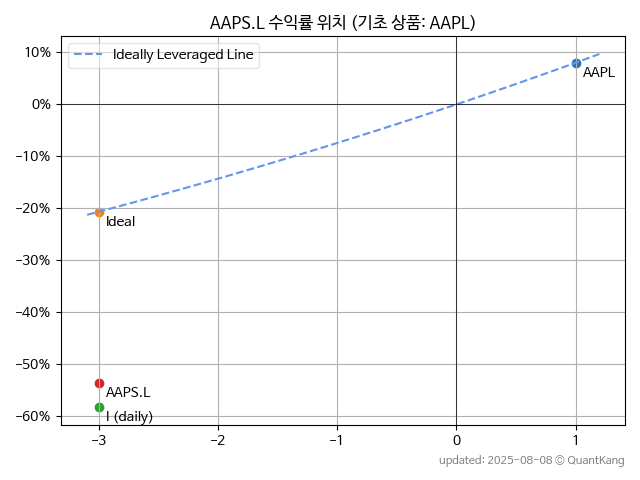 AAPS.L 수익률 위치 (기초 상품: AAPL)
Ideally Leveraged Line
10%
0%
-10%
-20%
-30%
-40%
-50%
-60%
AAPL
Ideal
AAPS.L
I (daily)
-3
-2
-1
0
1
updated: 2025-08-08 © QuantKang